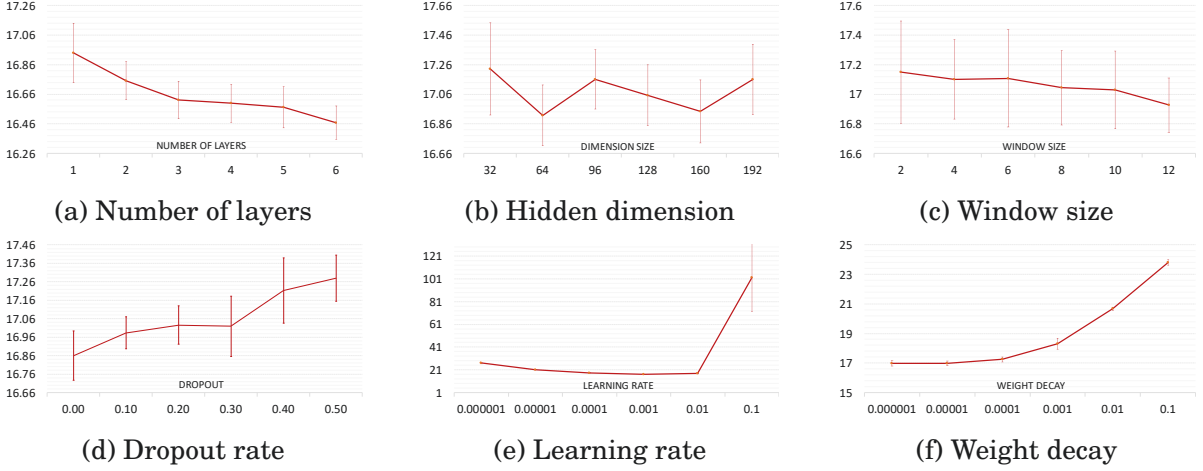 17.26
17.06
16.86
16.66
16.46
16.26
NUMBER OF LAYERS
1 2 3 4 5 6
(a) Number of layers
17.66
17.46
17.26
17.06
16.86
16.66
DIMENSION SIZE
32 64 96 128 160 192
(b) Hidden dimension
17.6
17.4
17.2
17
16.8
16.6
WINDOW SIZE
2 4 6 8 10 12
(c) Window size
17.46
17.36
17.26
17.16
17.06
16.96
16.86
16.76
16.66
DROPOUT
0.00 0.10 0.20 0.30 0.40 0.50
(d) Dropout rate
121
101
81
61
41
21
1
LEARNING RATE
0.000001 0.00001 0.0001 0.001 0.01 0.1
(e) Learning rate
25
23
21
19
17
15
WEIGHT DECAY
0.000001 0.00001 0.0001 0.001 0.01 0.1
(f) Weight decay